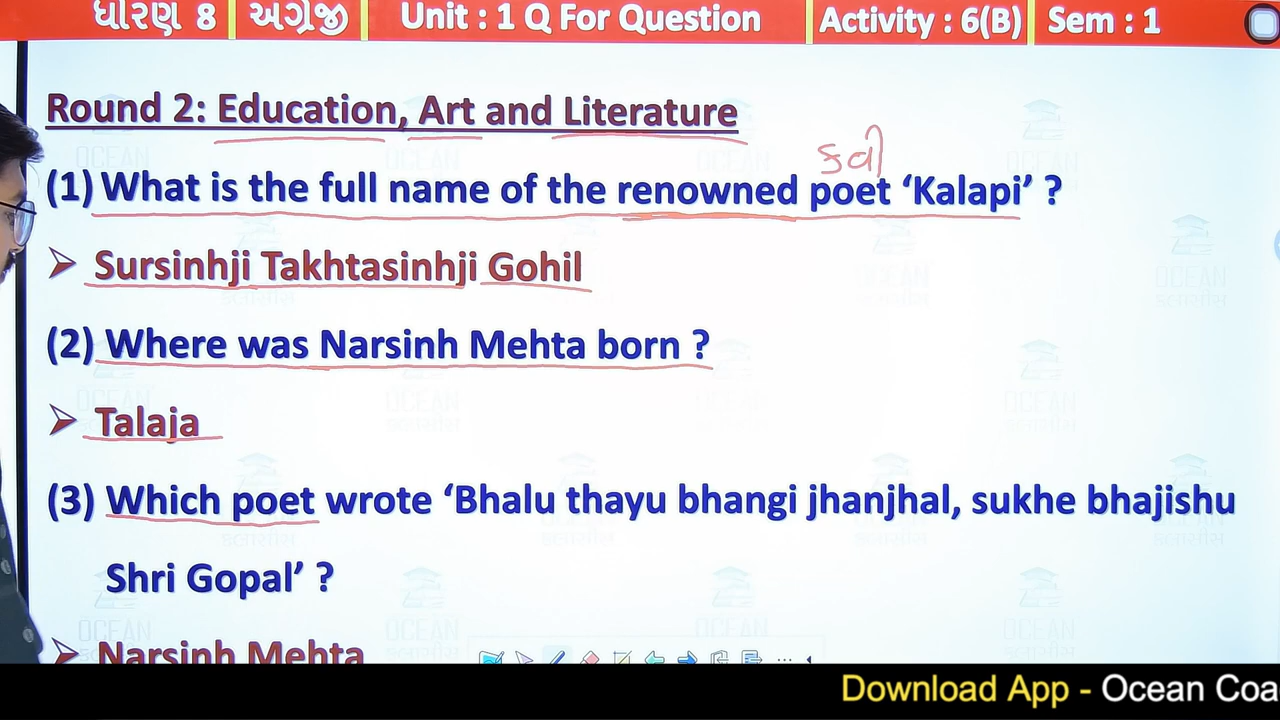 ધોરણ 8 અંગ્રેજી Unit : 1 Q For Question Activity : 6(B) Sem : 1
Round 2: Education, Art and Literature
કવી
(1) What is the full name of the renowned poet ‘Kalapi’ ?
Sursinhji Takhtasinhji Gohil
(2) Where was Narsinh Mehta born ?
Talaja
(3) Which poet wrote ‘Bhalu thayu bhangi jhanjhal, sukhe bhajishu
Shri Gopal’ ?
Narsinh Mehta
OCEAN
કલાસીસ
Download App - Ocean Coa